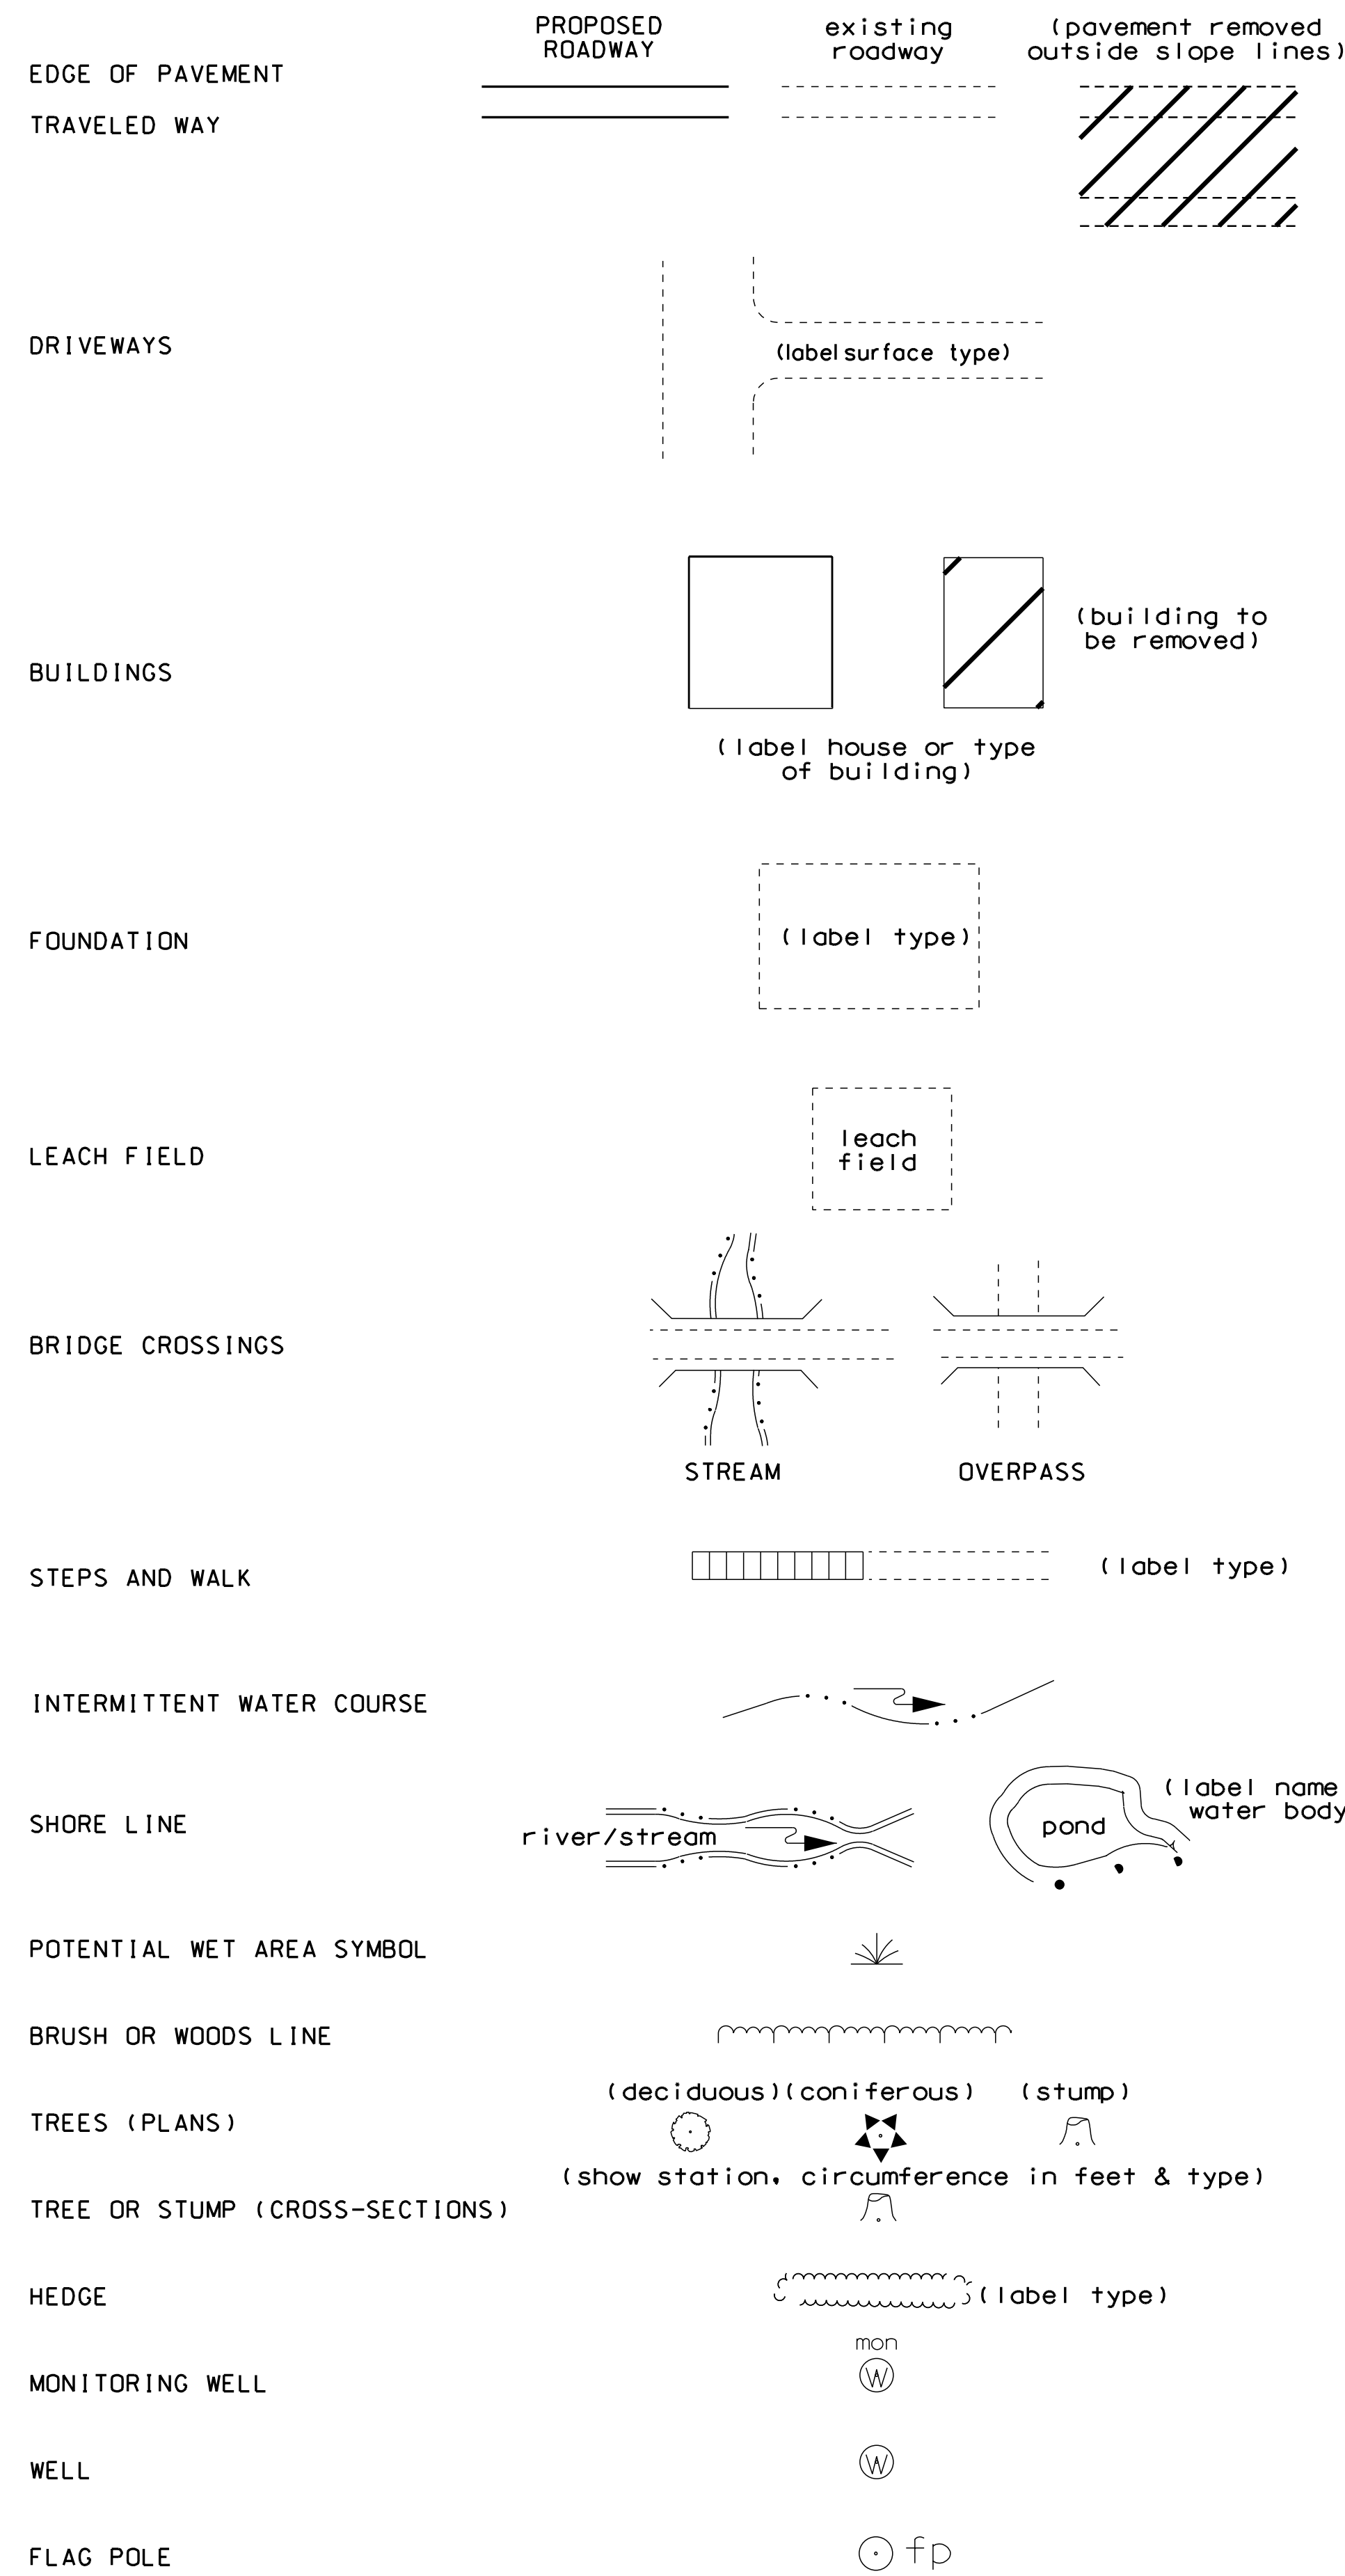 PROPOSED
ROADWAY
existing
roadway
(pavement removed
outside slope lines)
EDGE OF PAVEMENT
TRAVELED WAY
DRIVEWAYS
(label surface type)
BUILDINGS
(building to
be removed)
(label house or type
of building)
FOUNDATION
(label type)
LEACH FIELD
leach
field
BRIDGE CROSSINGS
STREAM
OVERPASS
STEPS AND WALK
(label type)
INTERMITTENT WATER COURSE
SHORE LINE
river/stream
pond
(label name
water body
POTENTIAL WET AREA SYMBOL
BRUSH OR WOODS LINE
(deciduous)
(coniferous)
(stump)
TREES (PLANS)
(show station, circumference in feet & type)
TREE OR STUMP (CROSS-SECTIONS)
HEDGE
(label type)
mon
W
MONITORING WELL
W
WELL
FLAG POLE
fp